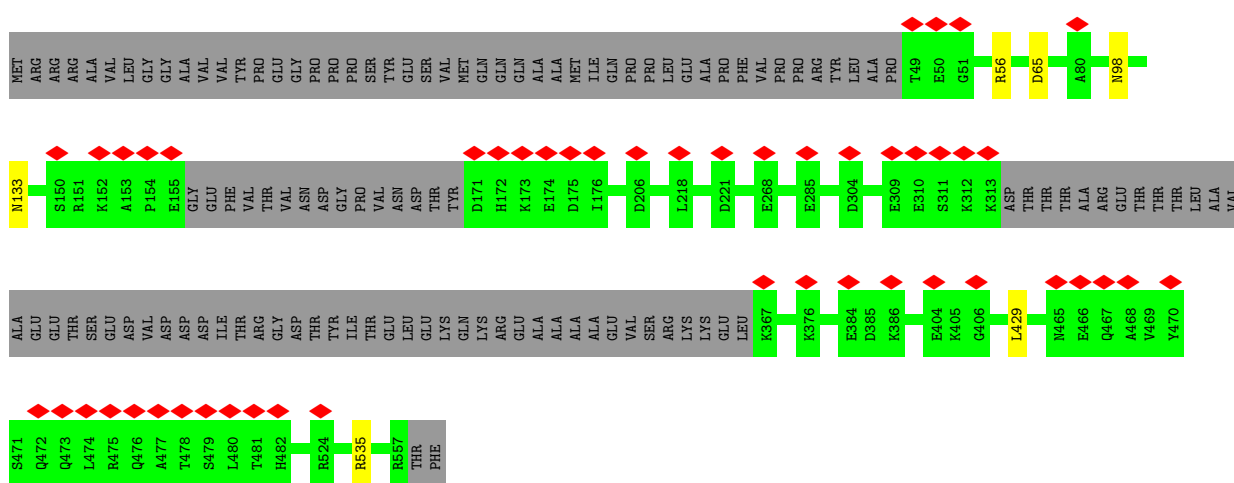 MET ARG ARG ARG ALA VAL LEU GLY GLY ALA VAL VAL TYR PRO GLU GLY PRO PRO PRO SER TYR GLU SER VAL MET GLN GLN GLN ALA ALA MET ILE GLN PRO PRO LEU GLU ALA PRO PHE VAL PRO PRO ARG TYR LEU ALA PRO T49 E50 G51 R56 D65 A80 N98
N133 S150 R151 K152 A153 P154 E155 GLY GLU PHE VAL THR VAL ASN ASP GLY PRO VAL ASN ASP THR TYR D171 H172 K173 E174 D175 I176 D206 L218 D221 E268 E285 D304 E309 E310 S311 K312 K313 ASP THR THR THR ALA ARG GLU THR THR THR LEU ALA VAL
ALA GLU GLU THR SER GLU ASP VAL ASP ASP ASP ILE THR ARG GLY ASP THR TYR ILE THR GLU LEU GLU LYS GLN LYS ARG GLU ALA ALA ALA ALA GLU VAL SER ARG LYS LYS GLU LEU K367 K376 E384 D385 K386 E404 K405 G406 L429 N465 E466 Q467 A468 V469 Y470
S471 Q472 Q473 L474 R475 Q476 A477 T478 S479 L480 T481 H482 R524 R535 R557 THR PHE